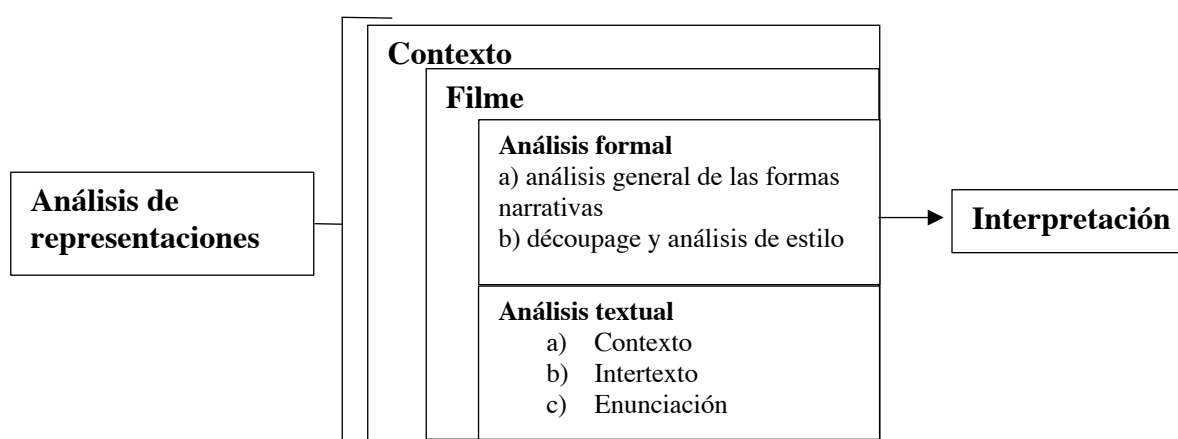 Análisis de
representaciones
Contexto
Filme
Análisis formal
a) análisis general de las formas
narrativas
b) découpage y análisis de estilo
Análisis textual
a) Contexto
b) Intertexto
c) Enunciación
Interpretación